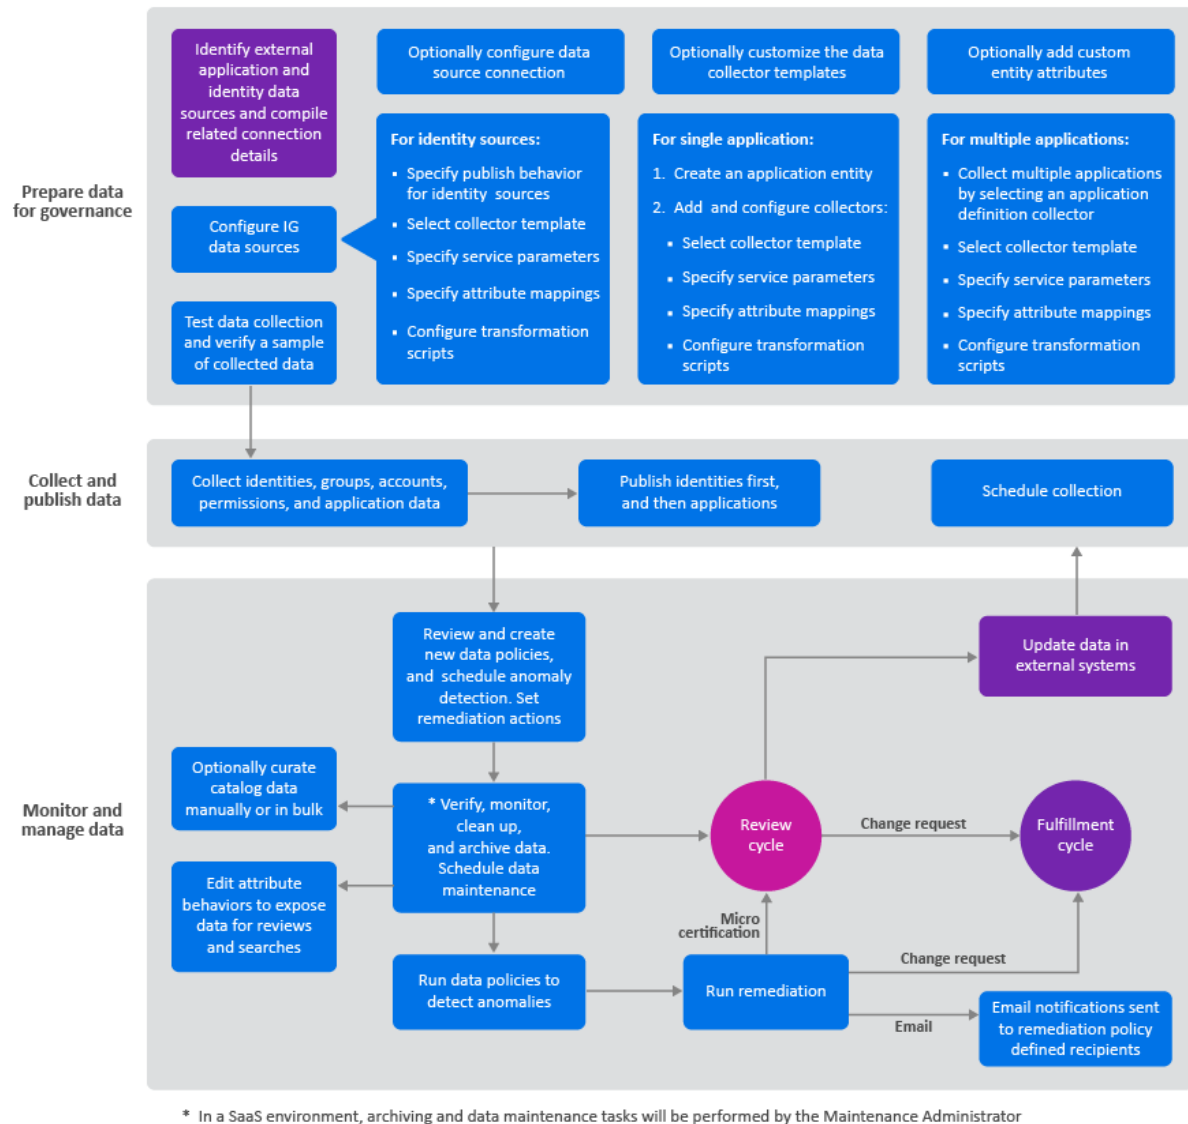 Prepare data
for governance
Identify external
application and
identity data
sources and compile
related connection
details
Optionally configure data
source connection
Optionally customize the data
collector templates
Optionally add custom
entity attributes
Configure IG
data sources
Test data collection
and verify a sample
of collected data
For identity sources:
▪ Specify publish behavior
for identity sources
▪ Select collector template
▪ Specify service parameters
▪ Specify attribute mappings
▪ Configure transformation
scripts
For single application:
1. Create an application entity
2. Add and configure collectors:
▪ Select collector template
▪ Specify service parameters
▪ Specify attribute mappings
▪ Configure transformation
scripts
For multiple applications:
▪ Collect multiple applications
by selecting an application
definition collector
▪ Select collector template
▪ Specify service parameters
▪ Specify attribute mappings
▪ Configure transformation
scripts
Collect and
publish data
Collect identities, groups, accounts,
permissions, and application data
Publish identities first,
and then applications
Schedule collection
Monitor and
manage data
Review and create
new data policies,
and schedule anomaly
detection. Set
remediation actions
Update data in
external systems
Optionally curate
catalog data
manually or in bulk
* Verify, monitor,
clean up,
and archive data.
Schedule data
maintenance
Review
cycle
Change request
Fulfillment
cycle
Edit attribute
behaviors to expose
data for reviews
and searches
Micro
certification
Run data policies to
detect anomalies
Run remediation
Change request
Email
Email notifications sent
to remediation policy
defined recipients
* In a SaaS environment, archiving and data maintenance tasks will be performed by the Maintenance Administrator